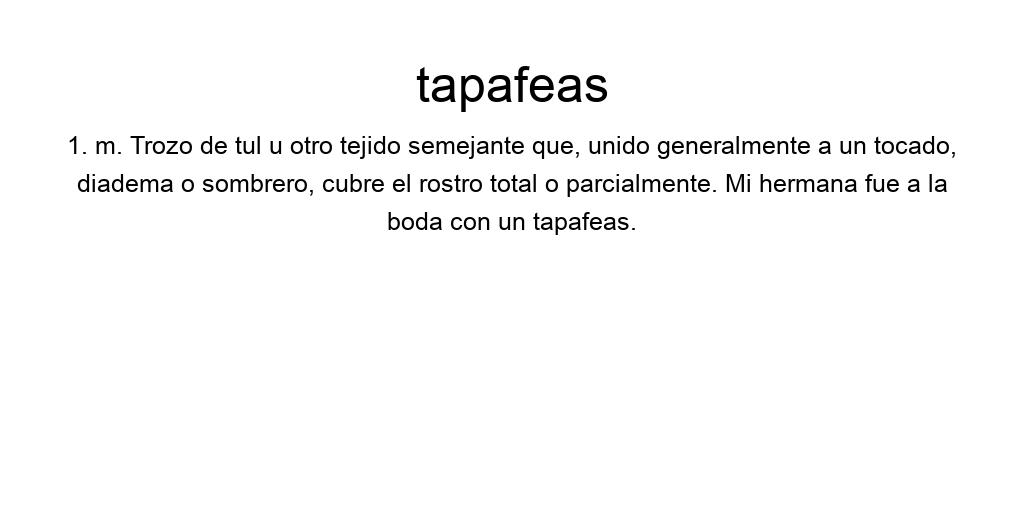 tapafeas
1. m. Trozo de tul u otro tejido semejante que, unido generalmente a un tocado,
diadema o sombrero, cubre el rostro total o parcialmente. Mi hermana fue a la
boda con un tapafeas.